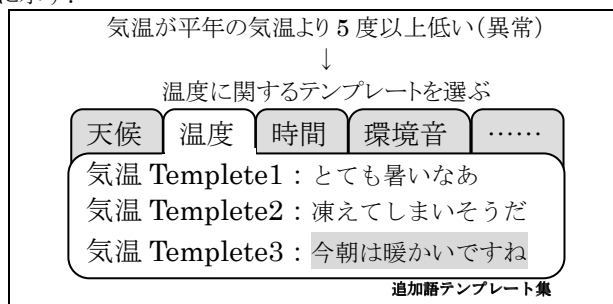 気温が平年の気温より5度以上低い(異常)
↓
温度に関するテンプレートを選ぶ
天候 温度 時間 環境音 ……
気温 Templete1：とても暑いなあ
気温 Templete2：凍えてしまいそうだ
気温 Templete3：今朝は暖かいですね
追加語テンプレート集